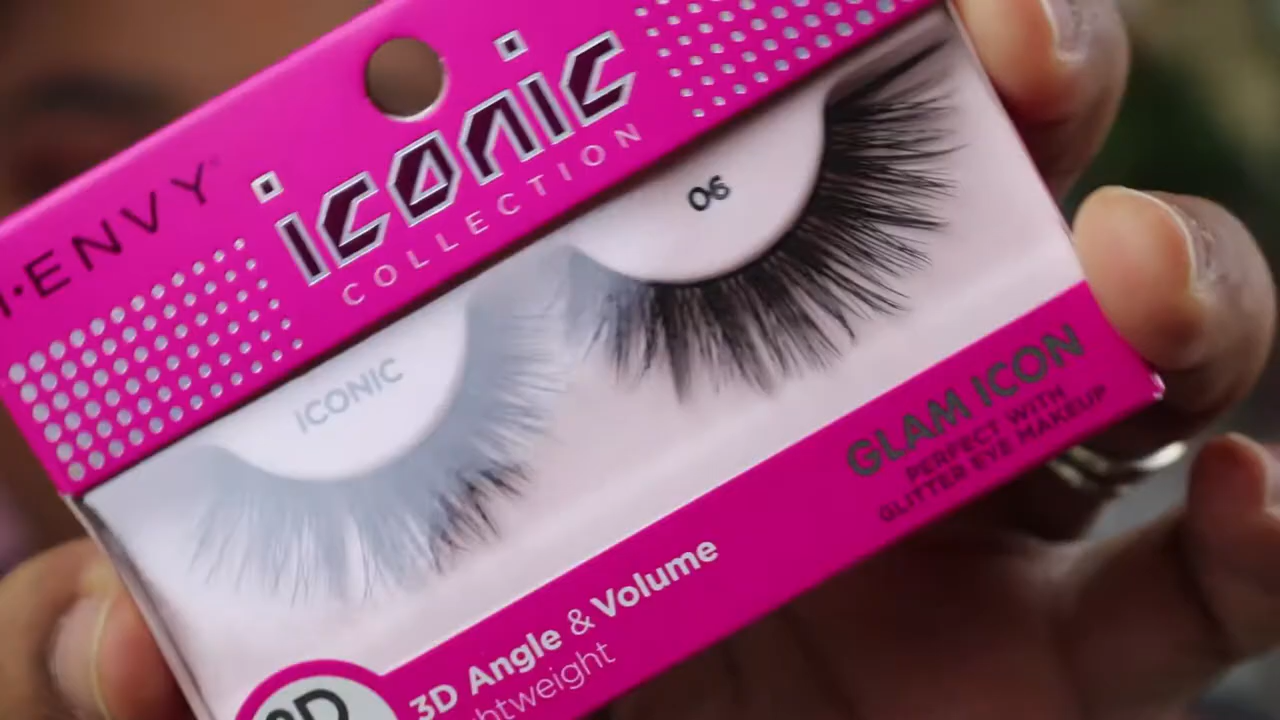 ENVY
iconic
COLLECTION
06
ICONIC
GLAM ICON
PERFECT WITH
GLITTER EYE MAKEUP
3D Angle & Volume